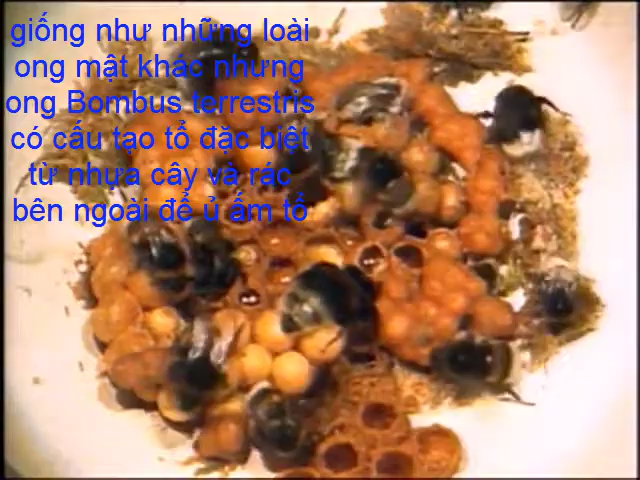 giống như những loài
ong mật khác nhưng
ong Bombus terrestris
có cấu tạo tổ đặc biệt
từ nhựa cây và rác
bên ngoài để ủ ấm tổ